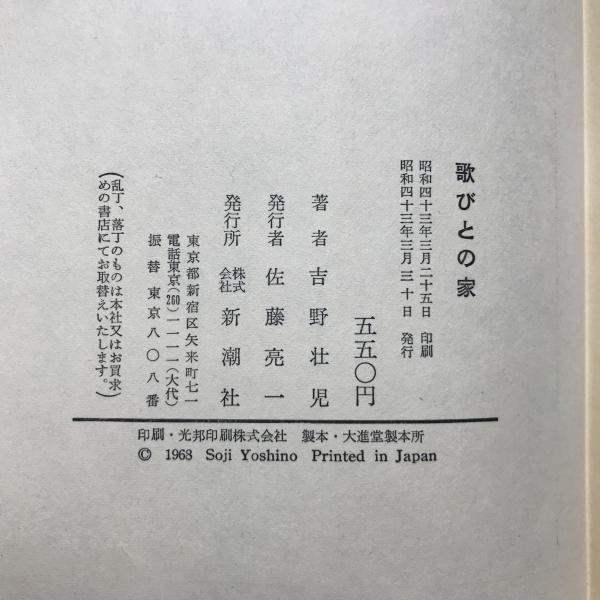 歌びとの家
昭和四十三年三月二十五日 印刷
昭和四十三年三月三十日 発行
五五〇円
著者 吉野壮児
発行者 佐藤亮一
発行所 株式会社 新潮社
東京都新宿区矢来町七一
電話東京(260)一一一一(大代)
振替東京八〇八番
(乱丁、落丁のものは本社又はお買求
めの書店にてお取替えいたします。)
印刷・光邦印刷株式会社 製本・大進堂製本所
© 1968 Soji Yoshino Printed in Japan